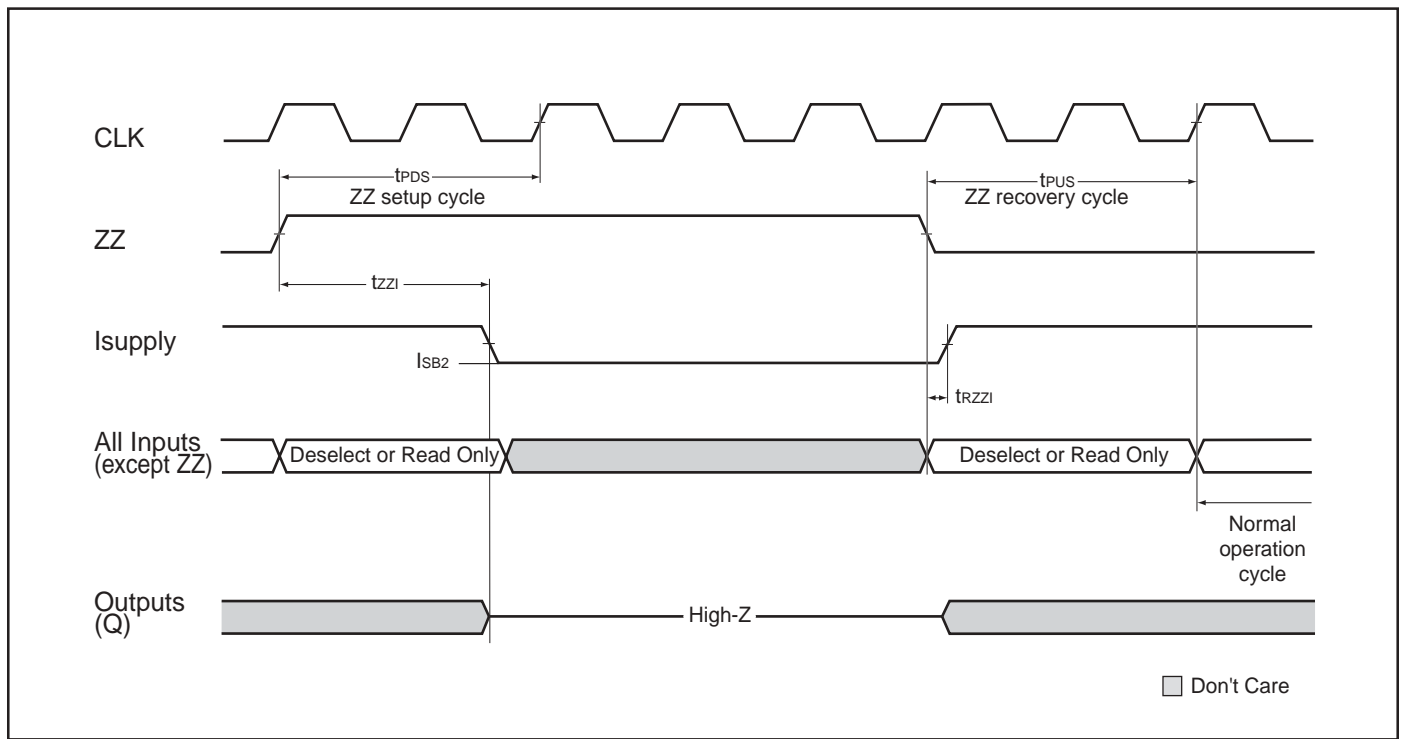 CLK
tPDS
ZZ setup cycle
tPUS
ZZ recovery cycle
ZZ
tZZI
Isupply
ISB2
tRZZI
All Inputs
(except ZZ)
Deselect or Read Only
Deselect or Read Only
Normal
operation
cycle
Outputs
(Q)
High-Z
Don't Care